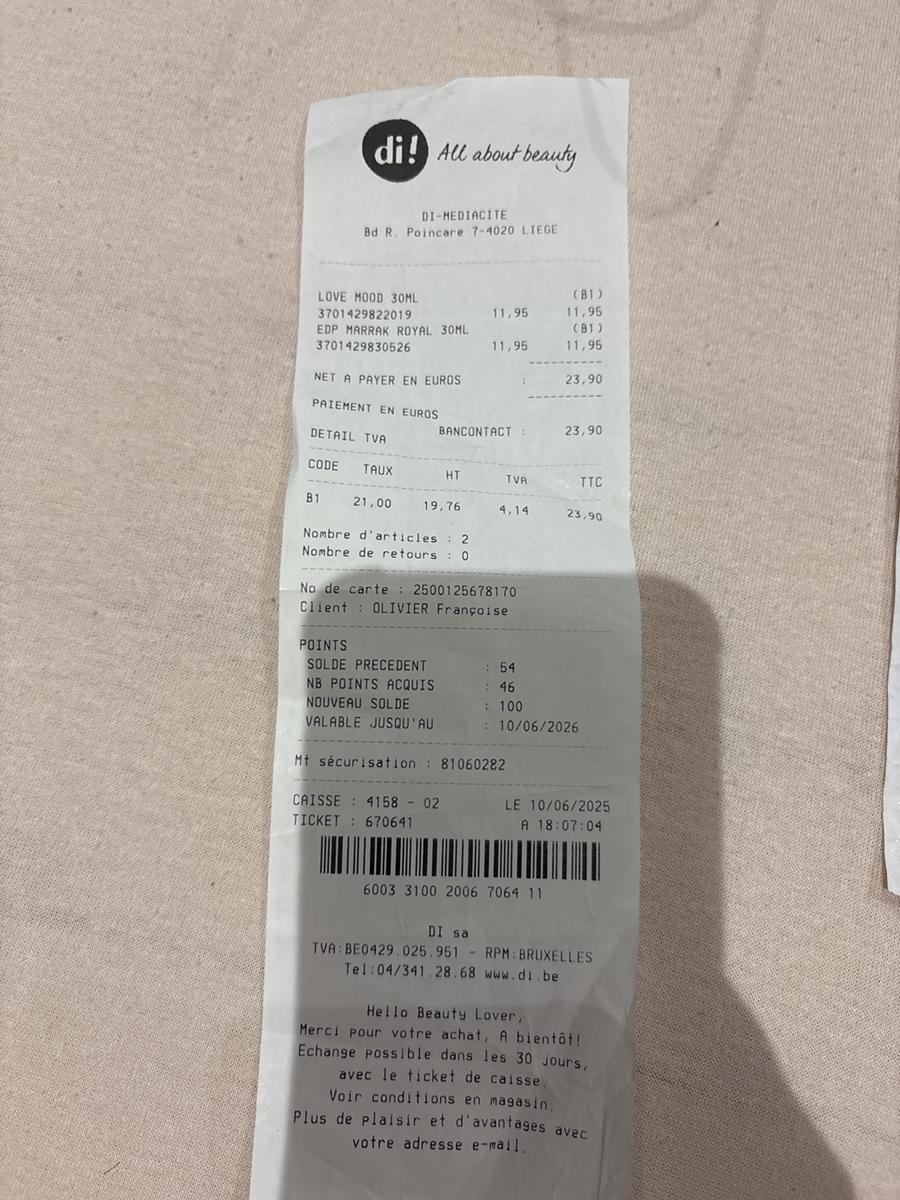 di! All about beauty
DI-MEDIACITE
Bd R. Poincare 7-4020 LIEGE
LOVE MOOD 30ML (B1)
3701429822019 11,95 11,95
EDP MARRAK ROYAL 30ML (B1)
3701429830526 11,95 11,95
NET A PAYER EN EUROS : 23,90
PAIEMENT EN EUROS
BANCONTACT : 23,90
DETAIL TVA
CODE TAUX HT TVA TTC
B1 21,00 19,76 4,14 23,90
Nombre d'articles : 2
Nombre de retours : 0
No de carte : 2500125678170
Client : OLIVIER Françoise
POINTS
SOLDE PRECEDENT : 54
NB POINTS ACQUIS : 46
NOUVEAU SOLDE : 100
VALABLE JUSQU'AU : 10/06/2026
Mt sécurisation : 81060282
CAISSE : 4158 - 02 LE 10/06/2025
TICKET : 670641 A 18:07:04
6003 3100 2006 7064 11
DI sa
TVA:BE0429.025.951 - RPM:BRUXELLES
Tel:04/341.28.68 www.di.be
Hello Beauty Lover,
Merci pour votre achat, A bientôt!
Echange possible dans les 30 jours,
avec le ticket de caisse.
Voir conditions en magasin.
Plus de plaisir et d'avantages avec
votre adresse e-mail.